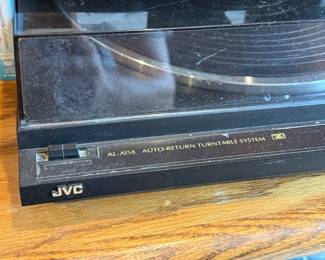 AL-A158 AUTO-RETURN TURNTABLE SYSTEM
JVC